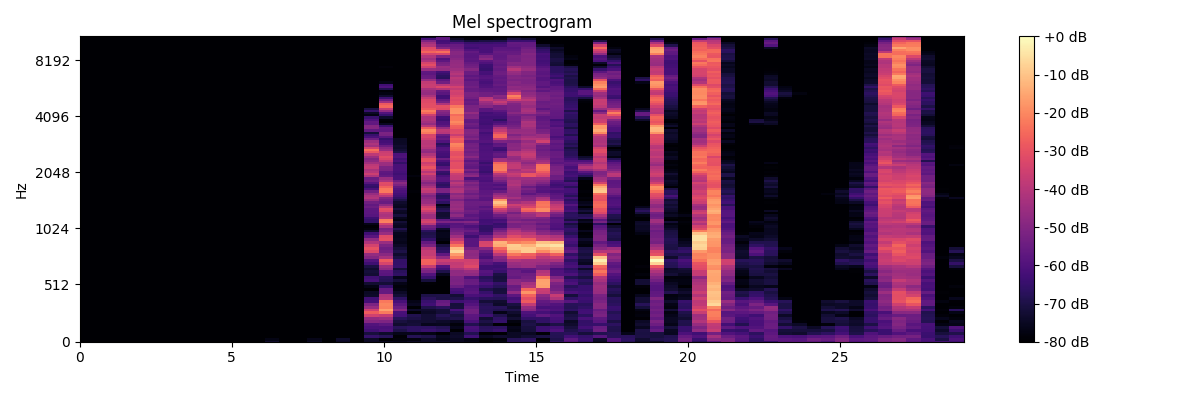 Mel spectrogram
Hz
8192
4096
2048
1024
512
0
0 5 10 15 20 25
Time
+0 dB
-10 dB
-20 dB
-30 dB
-40 dB
-50 dB
-60 dB
-70 dB
-80 dB